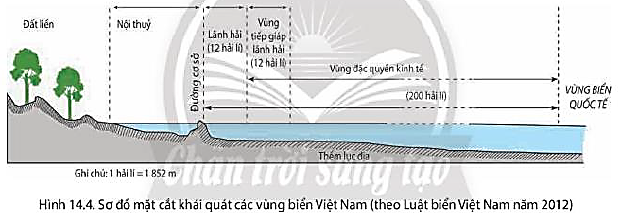 Đất liền
Nội thuỷ
Lãnh hải
(12 hải lí)
Vùng
tiếp giáp
lãnh hải
(12 hải lí)
Đường cơ sở
Vùng đặc quyền kinh tế
(200 hải lí)
VÙNG BIỂN
QUỐC TẾ
Thềm lục địa
Chân trời sáng tạo
Ghi chú: 1 hải lí = 1 852 m
Hình 14.4. Sơ đồ mặt cắt khái quát các vùng biển Việt Nam (theo Luật biển Việt Nam năm 2012)